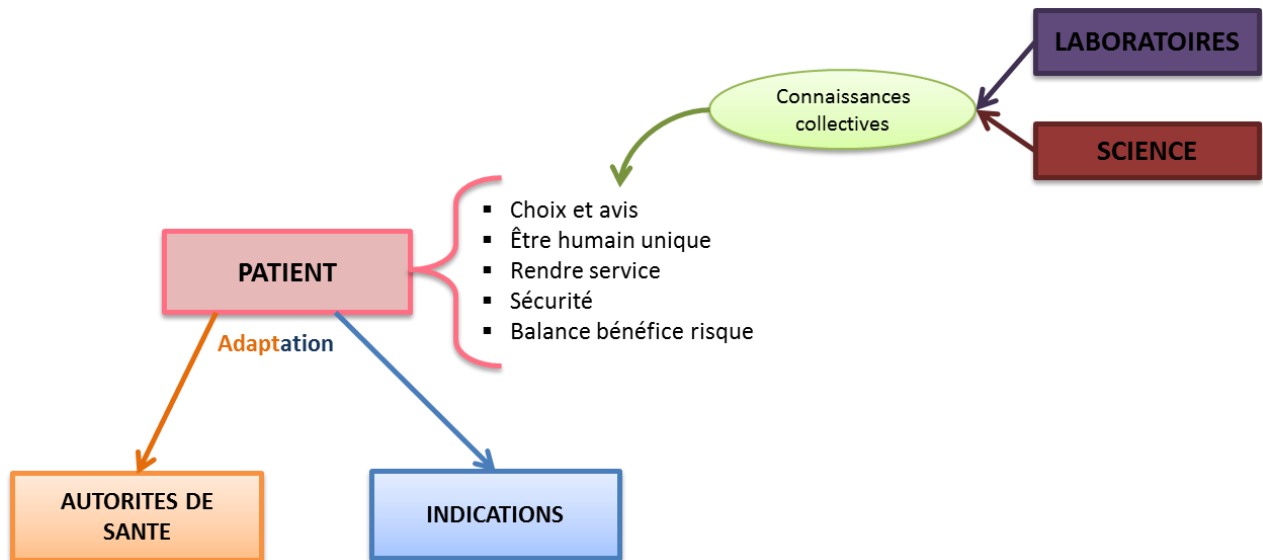 LABORATOIRES
Connaissances
collectives
SCIENCE
Choix et avis
Être humain unique
Rendre service
Sécurité
Balance bénéfice risque
PATIENT
Adaptation
AUTORITES DE
SANTE
INDICATIONS